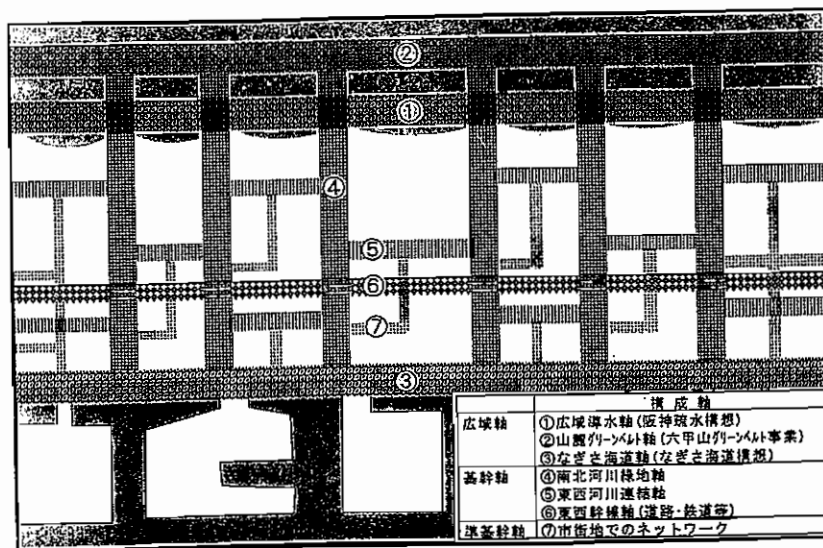 ②
①
④
⑤
⑥
⑦
③
構成軸
広域軸 ①広域導水軸(阪神疏水構想)
②山麓グリーンベルト軸(六甲山グリーンベルト事業)
③なぎさ海道軸(なぎさ海道構想)
基幹軸 ④南北河川緑地軸
⑤東西河川連結軸
⑥東西幹線軸(道路・鉄道等)
準基幹軸 ⑦市街地でのネットワーク